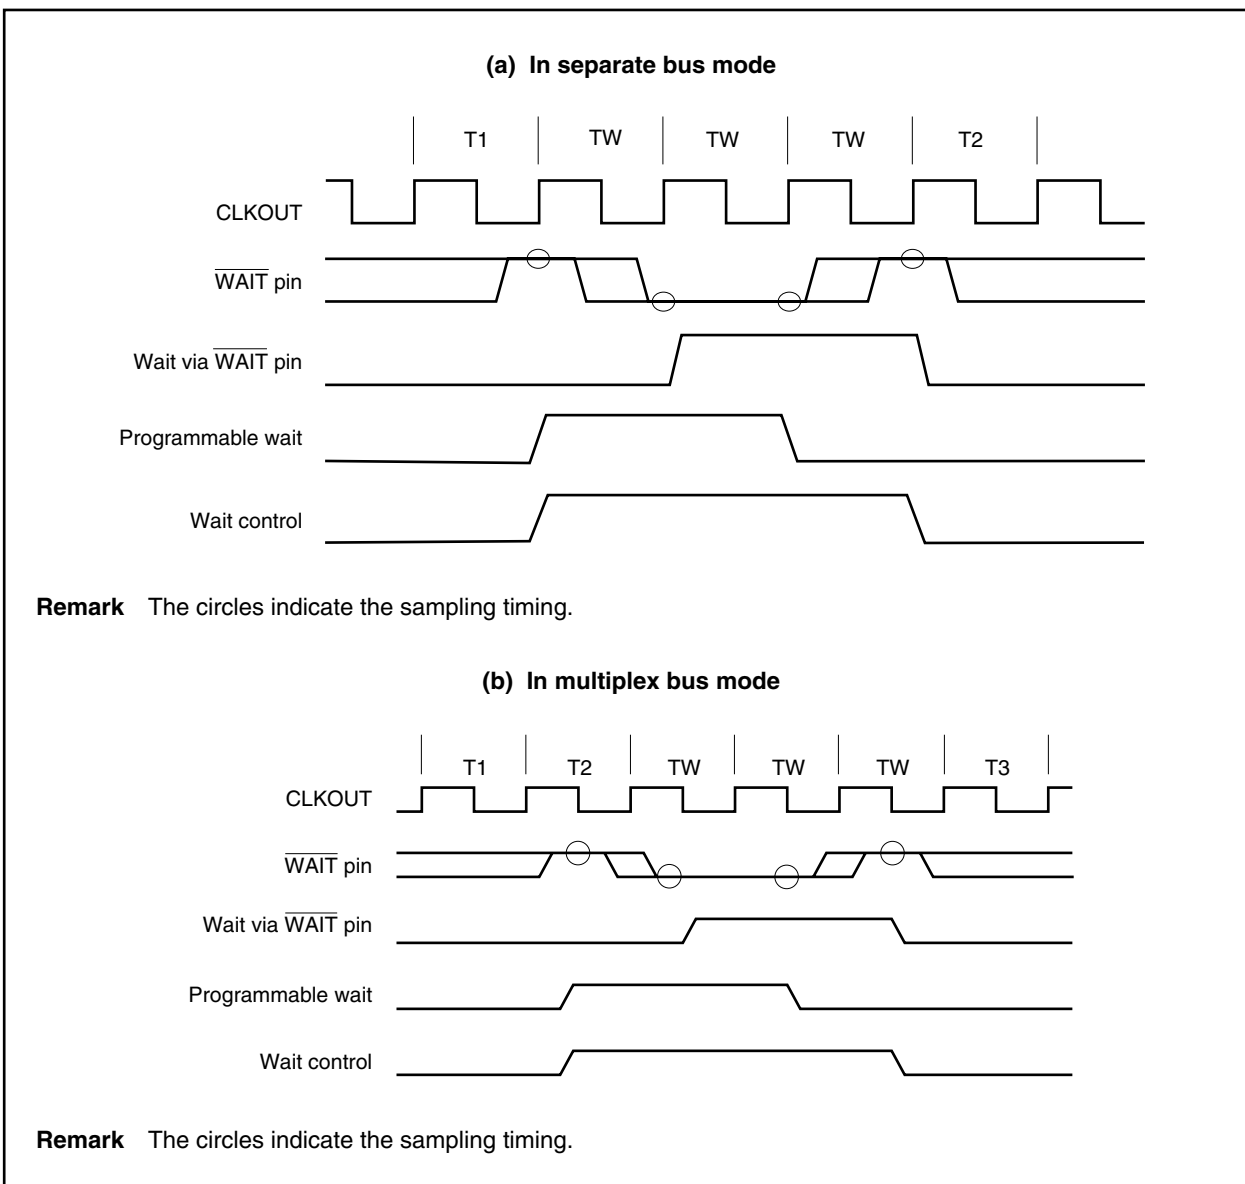 (a) In separate bus mode
T1 TW TW TW T2
CLKOUT
WAIT pin
Wait via WAIT pin
Programmable wait
Wait control
Remark The circles indicate the sampling timing.
(b) In multiplex bus mode
T1 T2 TW TW TW T3
CLKOUT
WAIT pin
Wait via WAIT pin
Programmable wait
Wait control
Remark The circles indicate the sampling timing.